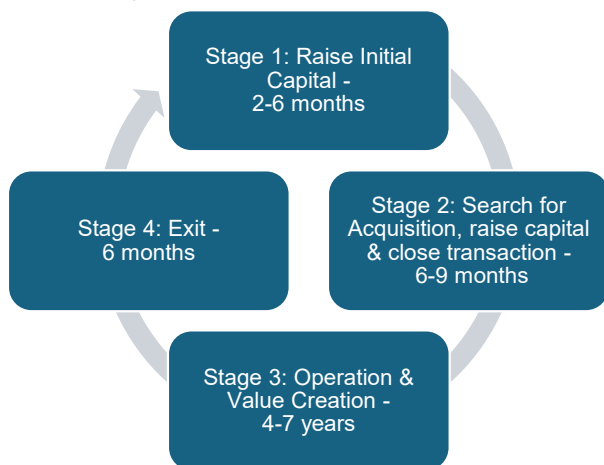 Stage 1: Raise Initial
Capital -
2-6 months
Stage 2: Search for
Acquisition, raise capital
& close transaction -
6-9 months
Stage 3: Operation &
Value Creation -
4-7 years
Stage 4: Exit -
6 months